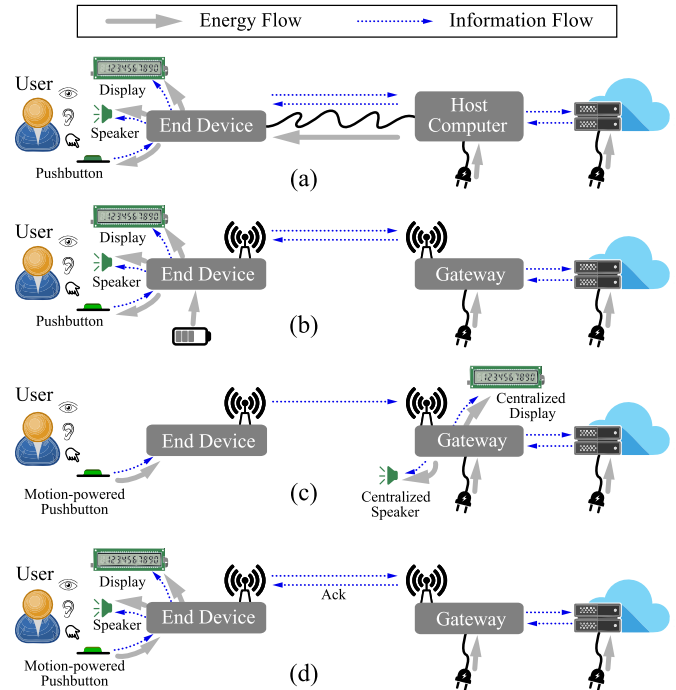 Energy Flow Information Flow
1234567890
User
Display
Speaker
End Device
Host
Computer
Pushbutton
(a)
1234567890
User
Display
Speaker
End Device
Gateway
Pushbutton
(b)
1234567890
User
Centralized
Display
End Device
Gateway
Motion-powered
Pushbutton
Centralized
Speaker
(c)
1234567890
User
Display
Ack
Speaker
End Device
Gateway
Motion-powered
Pushbutton
(d)